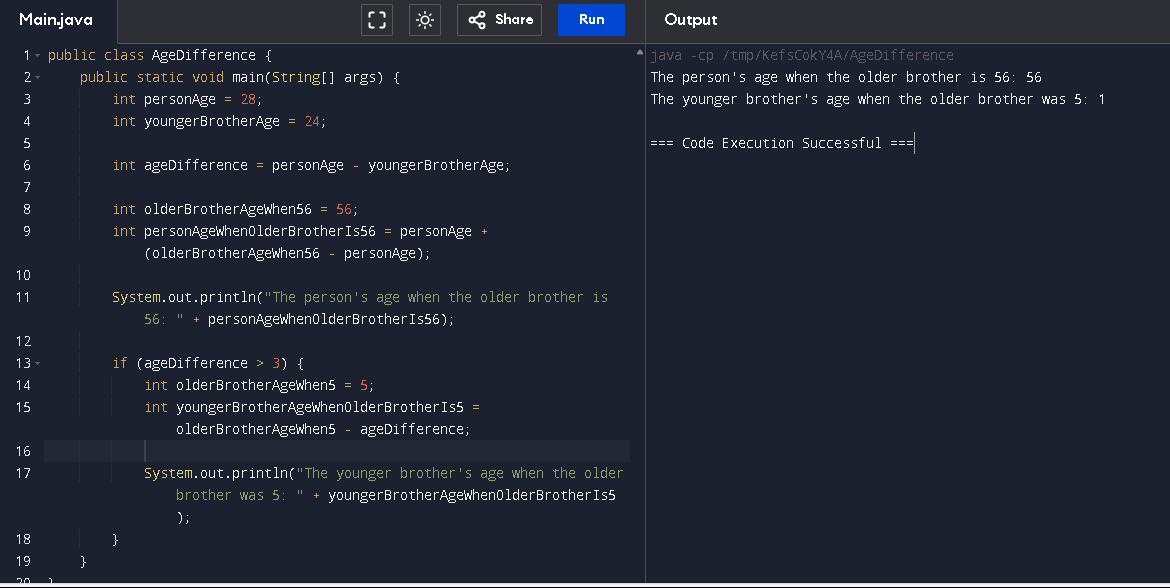 Main.java
Share
Run
Output
1 public class AgeDifference {
2 public static void main(String[] args) {
3 int personAge = 28;
4 int youngerBrotherAge = 24;
5
6 int ageDifference = personAge - youngerBrotherAge;
7
8 int olderBrotherAgeWhen56 = 56;
9 int personAgeWhenOlderBrotherIs56 = personAge +
(olderBrotherAgeWhen56 - personAge);
10
11 System.out.println("The person's age when the older brother is
56: " + personAgeWhenOlderBrotherIs56);
12
13 if (ageDifference > 3) {
14 int olderBrotherAgeWhen5 = 5;
15 int youngerBrotherAgeWhenOlderBrotherIs5 =
olderBrotherAgeWhen5 - ageDifference;
16
17 System.out.println("The younger brother's age when the older
brother was 5: " + youngerBrotherAgeWhenOlderBrotherIs5
);
18 }
19 }
20 }
java -cp /tmp/KefsCokY4A/AgeDifference
The person's age when the older brother is 56: 56
The younger brother's age when the older brother was 5: 1
=== Code Execution Successful ===